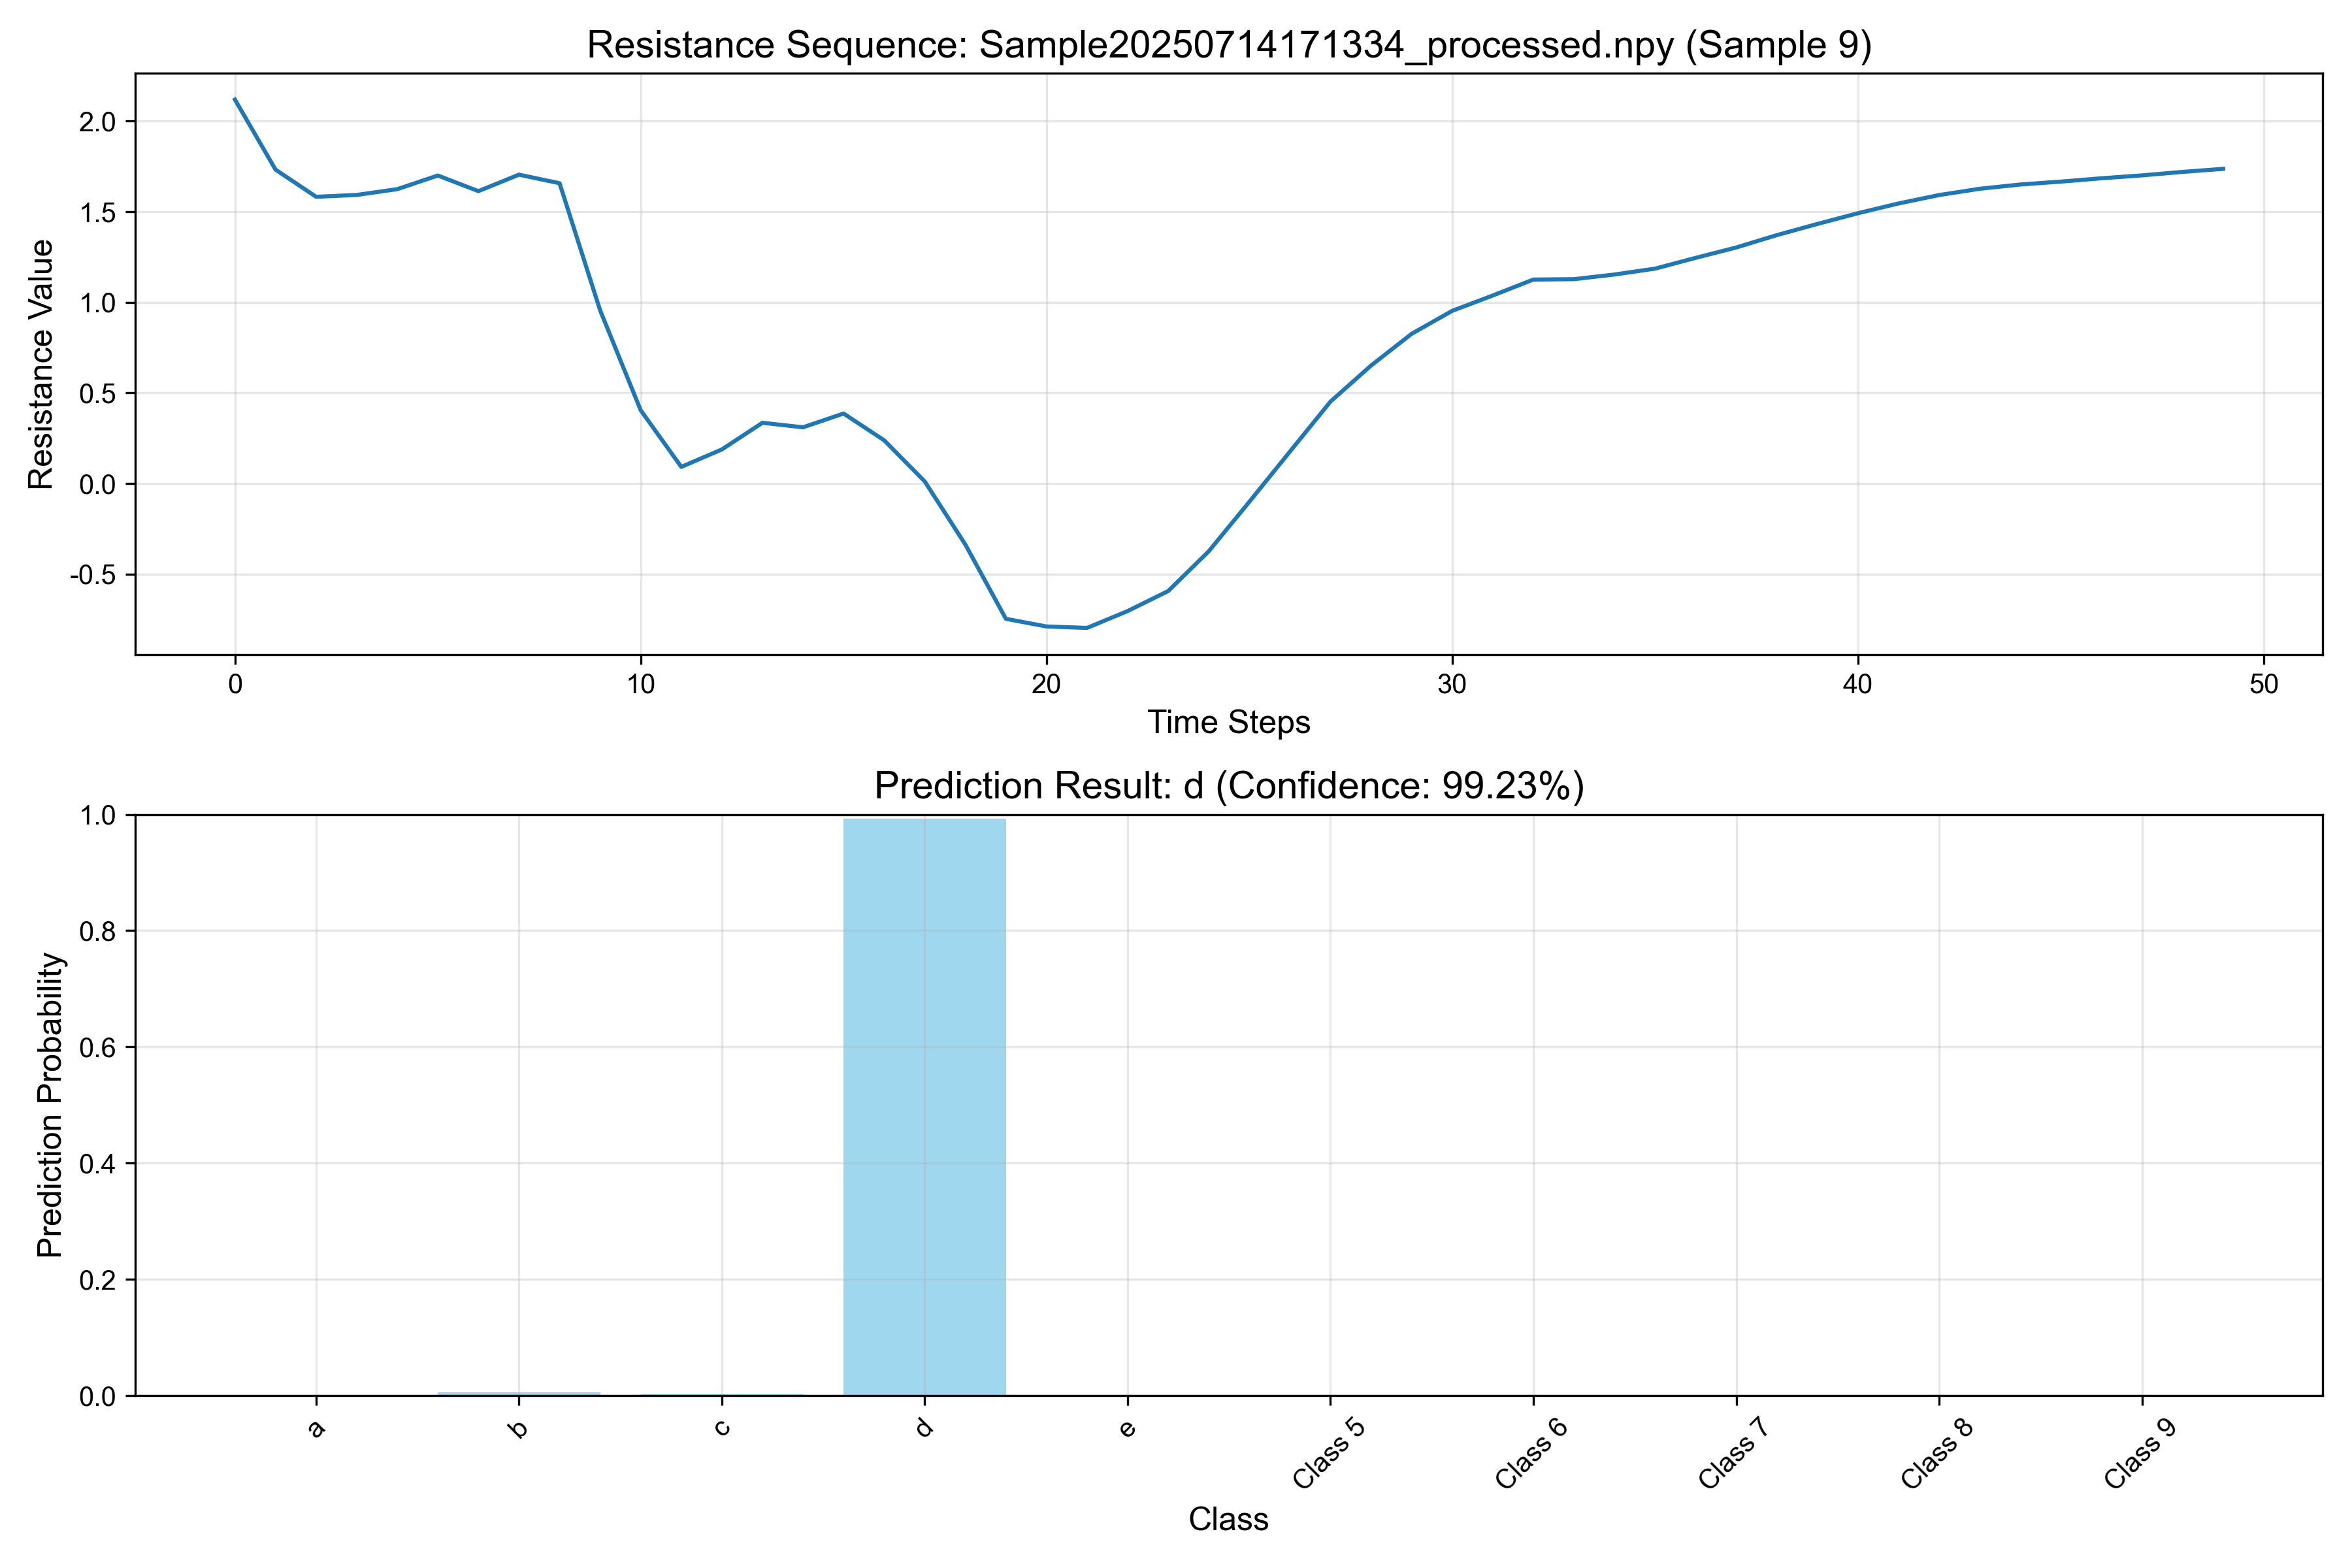 Resistance Sequence: Sample20250714171334_processed.npy (Sample 9)
Resistance Value
2.0
1.5
1.0
0.5
0.0
-0.5
0 10 20 30 40 50
Time Steps
Prediction Result: d (Confidence: 99.23%)
Prediction Probability
1.0
0.8
0.6
0.4
0.2
0.0
a b c d e Class 5 Class 6 Class 7 Class 8 Class 9
Class